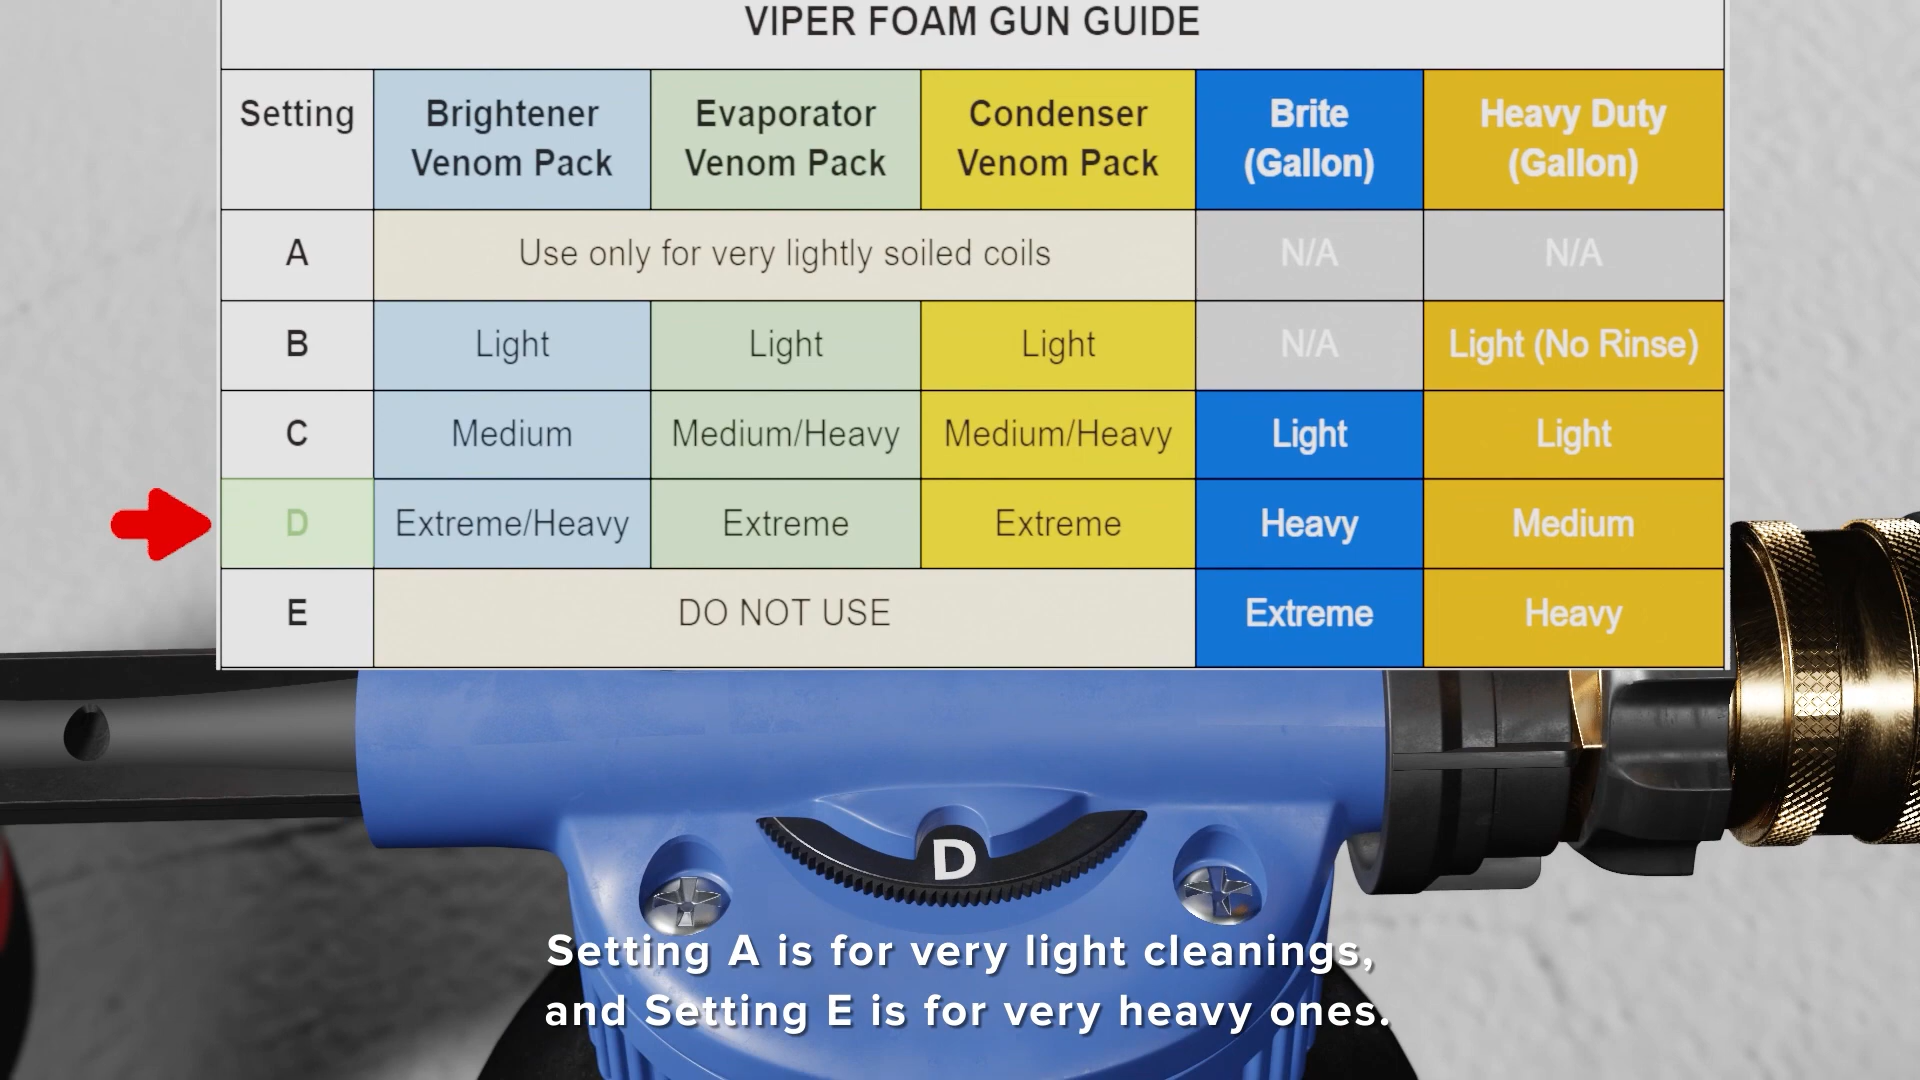 VIPER FOAM GUN GUIDE
Setting
Brightener
Venom Pack
Evaporator
Venom Pack
Condenser
Venom Pack
Brite
(Gallon)
Heavy Duty
(Gallon)
A
Use only for very lightly soiled coils
N/A
N/A
B
Light
Light
Light
N/A
Light (No Rinse)
C
Medium
Medium/Heavy
Medium/Heavy
Light
Light
D
Extreme/Heavy
Extreme
Extreme
Heavy
Medium
E
DO NOT USE
Extreme
Heavy
D
Setting A is for very light cleanings,
and Setting E is for very heavy ones.